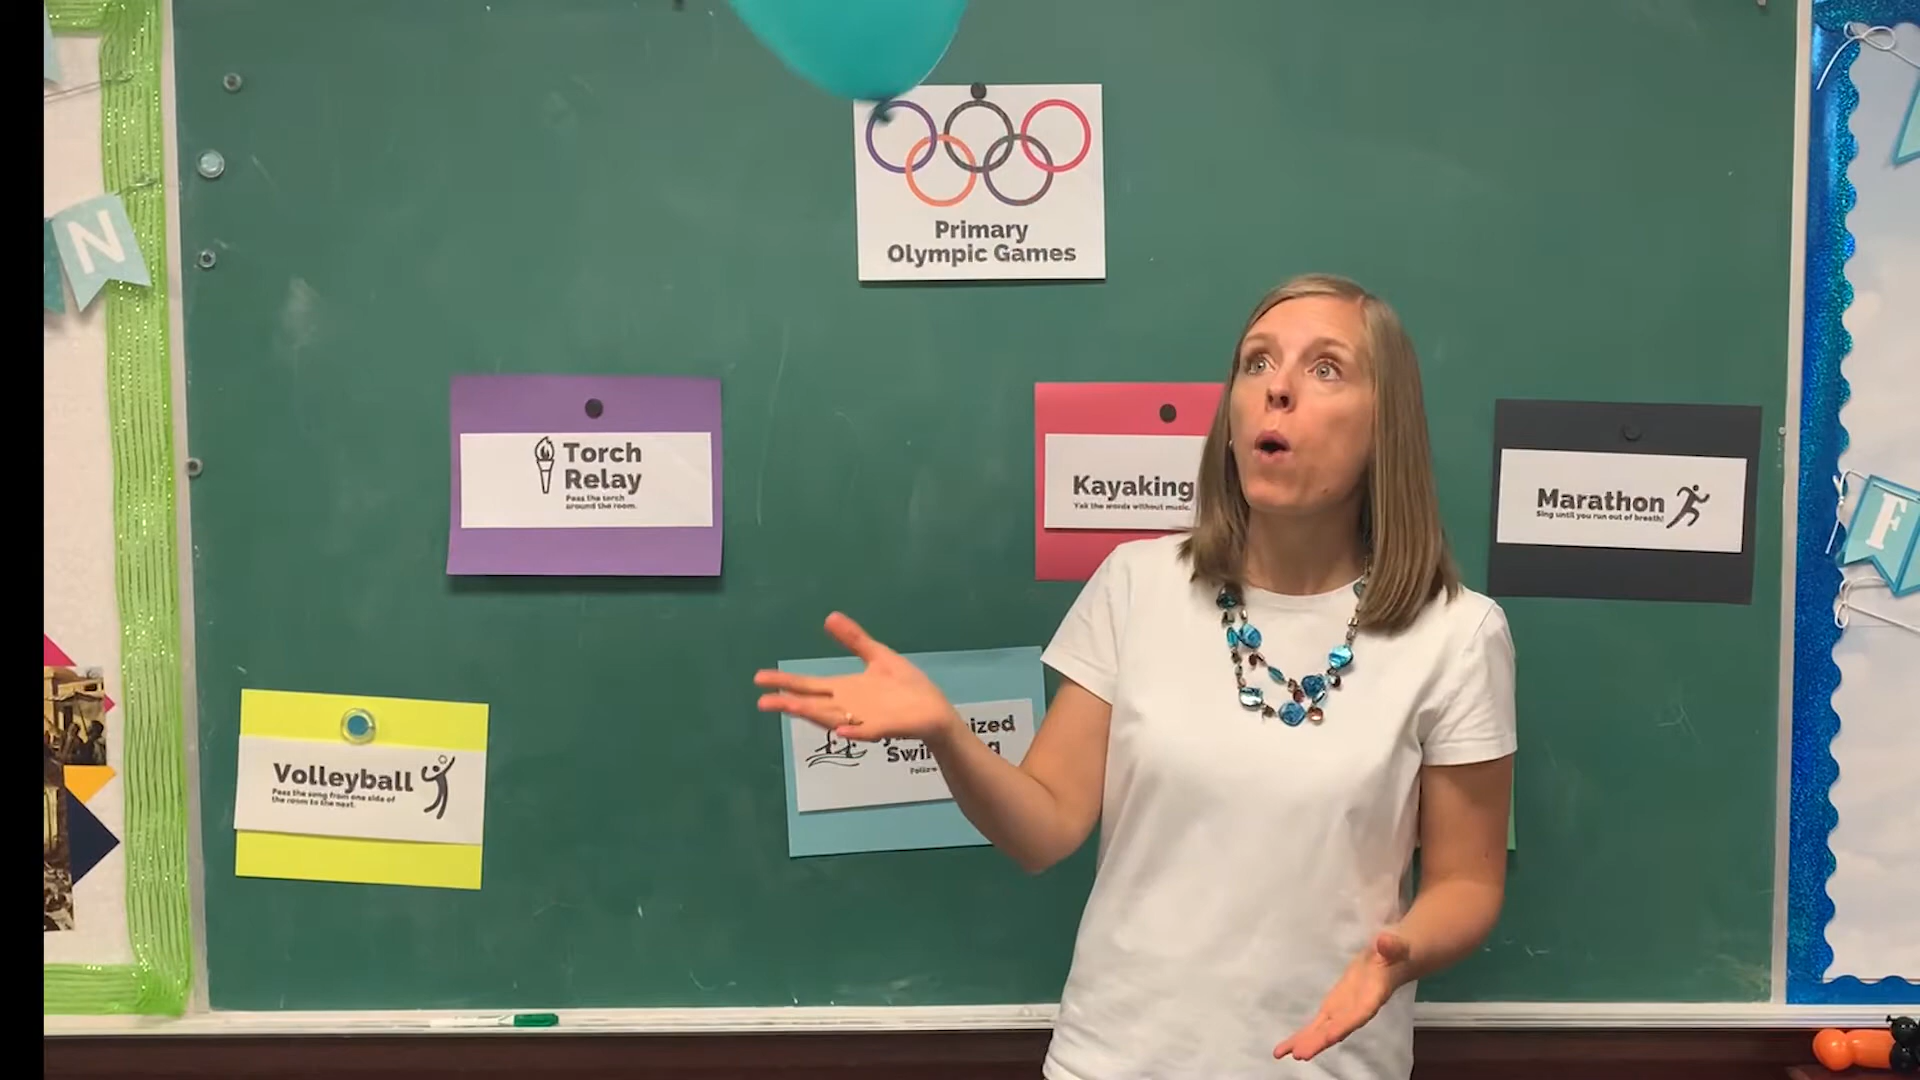 Primary
Olympic Games
Torch
Relay
Pass the torch
around the room.
Kayaking
Yak the words without music.
Marathon
Sing until you run out of breath!
Volleyball
Pass the song from one side of
the room to the next.
N
F